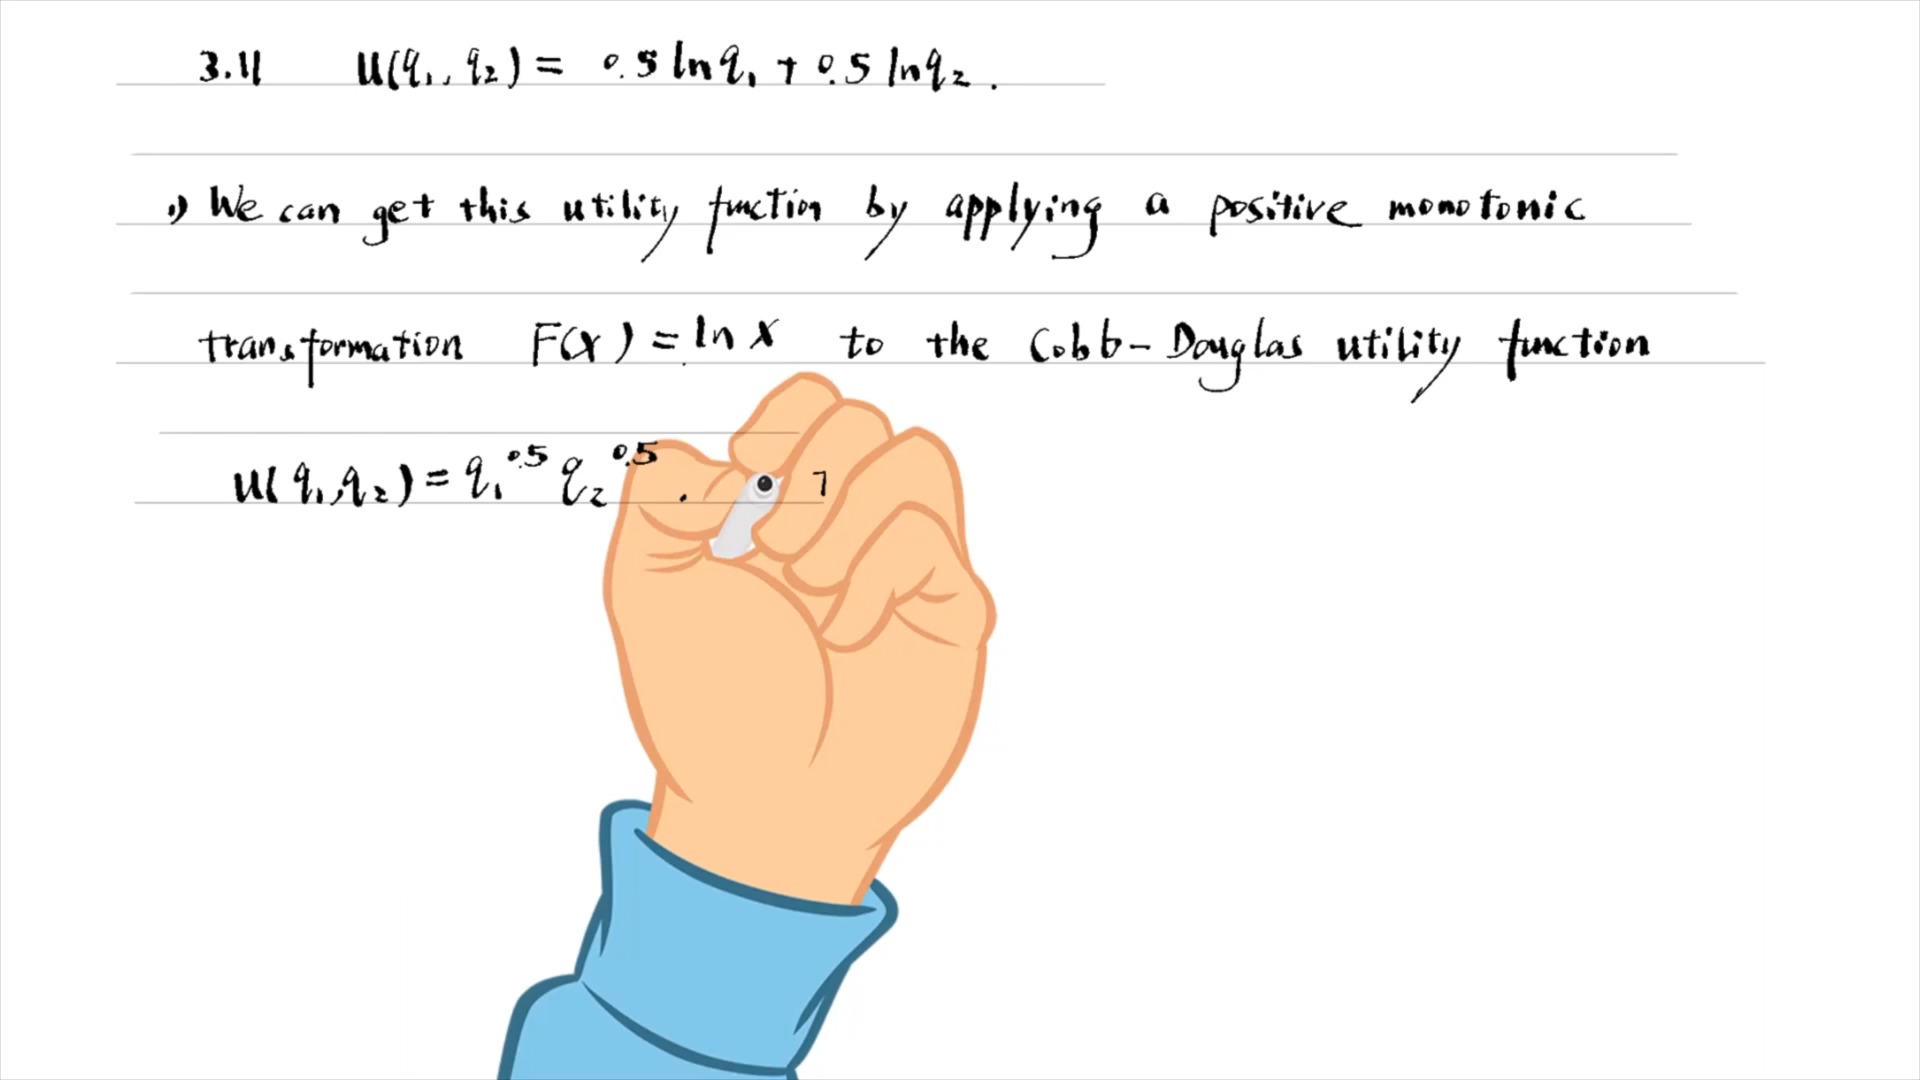 3.11 U(q₁, q₂) = 0.5 ln q₁ + 0.5 ln q₂.
1) We can get this utility function by applying a positive monotonic
transformation F(x) = ln x to the Cobb-Douglas utility function
U(q₁, q₂) = q₁^0.5 q₂^0.5.